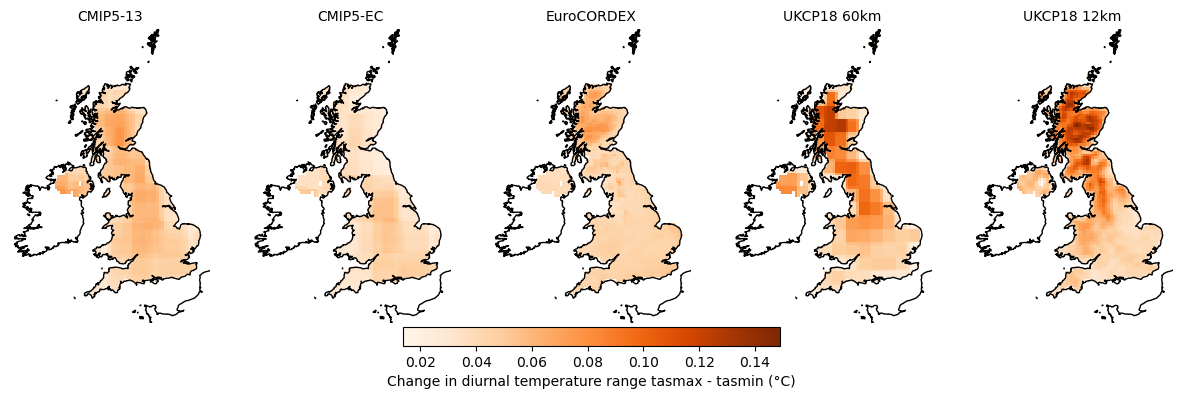 CMIP5-13
CMIP5-EC
EuroCORDEX
UKCP18 60km
UKCP18 12km
0.02 0.04 0.06 0.08 0.10 0.12 0.14
Change in diurnal temperature range tasmax - tasmin (°C)